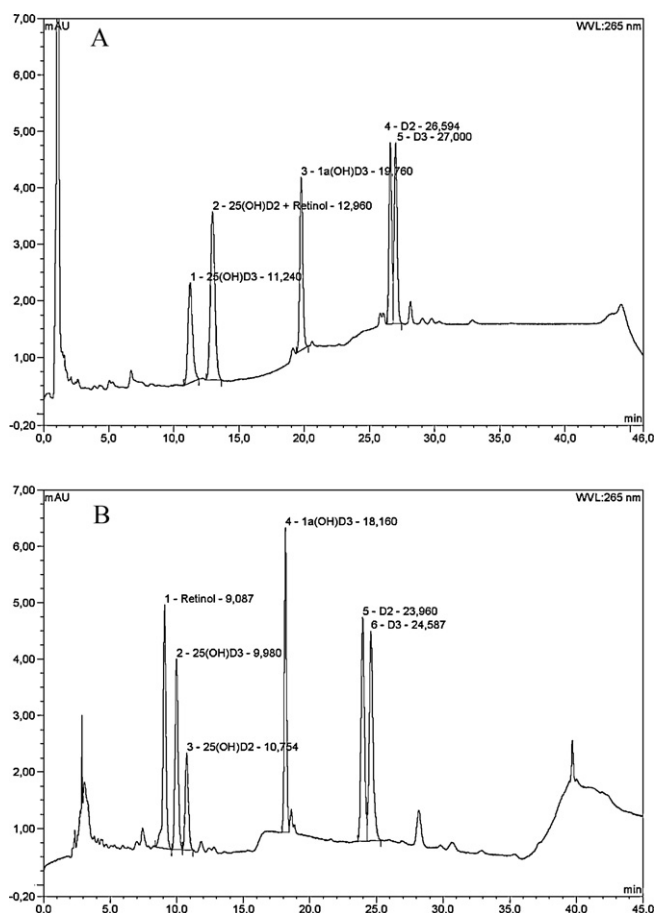 7,00
mAU
A
WVL:265 nm
6,00
5,00
4 - D2 - 26,594
5 - D3 - 27,000
4,00
3 - 1a(OH)D3 - 19,760
2 - 25(OH)D2 + Retinol - 12,960
3,00
1 - 25(OH)D3 - 11,240
2,00
1,00
-0,20
min
0,0 5,0 10,0 15,0 20,0 25,0 30,0 40,0 46,0
7,00
mAU
B
WVL:265 nm
4 - 1a(OH)D3 - 18,160
6,00
1 - Retinol - 9,087
5,00
5 - D2 - 23,960
6 - D3 - 24,587
2 - 25(OH)D3 - 9,980
4,00
3,00
3 - 25(OH)D2 - 10,754
2,00
1,00
-0,20
min
0,0 5,0 10,0 15,0 20,0 25,0 30,0 35,0 40,0 45,0